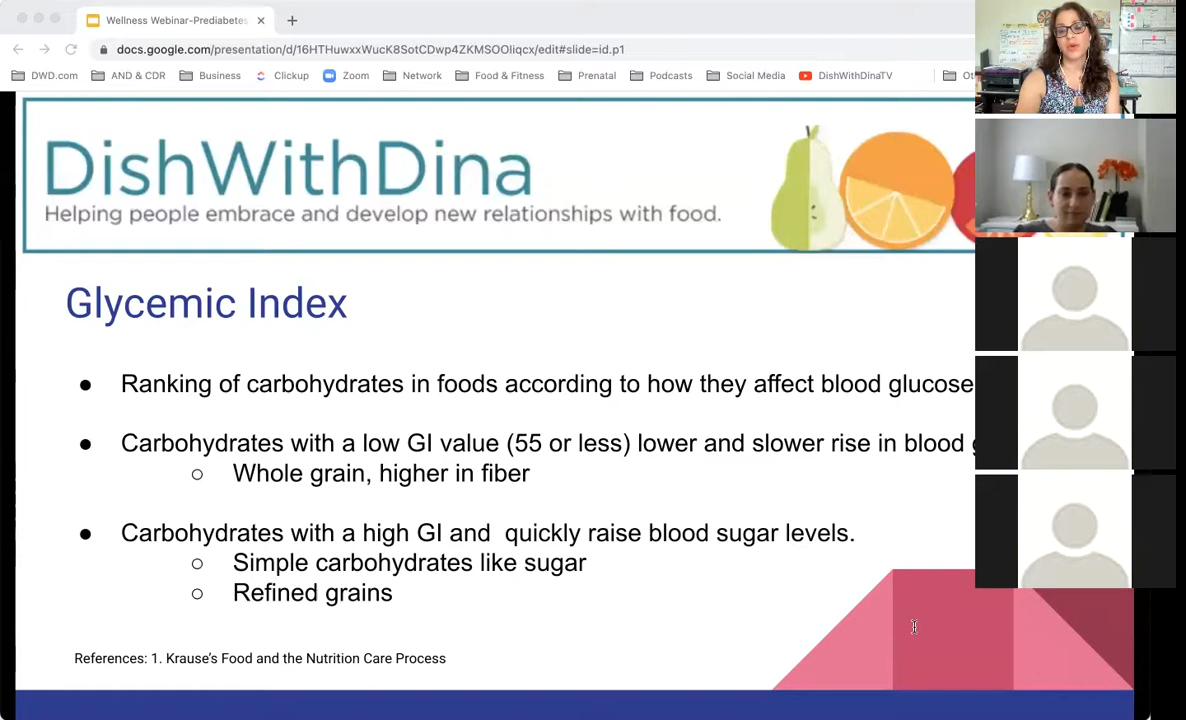 Wellness Webinar-Prediabetes
docs.google.com/presentation/d/16HTHuwxxWucK8SotCDwp4ZKMSOOliqcx/edit#slide=id.p1
DWD.com AND & CDR Business Clickup Zoom Network Food & Fitness Prenatal Podcasts Social Media DishWithDinaTV Ot
DishWithDina
Helping people embrace and develop new relationships with food.
Glycemic Index
● Ranking of carbohydrates in foods according to how they affect blood glucose
● Carbohydrates with a low GI value (55 or less) lower and slower rise in blood
○ Whole grain, higher in fiber
● Carbohydrates with a high GI and quickly raise blood sugar levels.
○ Simple carbohydrates like sugar
○ Refined grains
References: 1. Krause's Food and the Nutrition Care Process